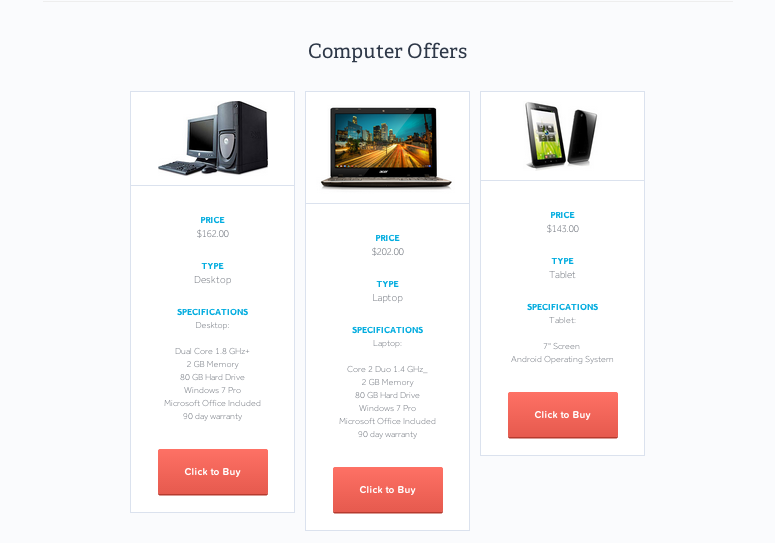 Computer Offers
PRICE
$162.00
TYPE
Desktop
SPECIFICATIONS
Desktop:
Dual Core 1.8 GHz+
2 GB Memory
80 GB Hard Drive
Windows 7 Pro
Microsoft Office Included
90 day warranty
Click to Buy
acer
PRICE
$202.00
TYPE
Laptop
SPECIFICATIONS
Laptop:
Core 2 Duo 1.4 GHz_
2 GB Memory
80 GB Hard Drive
Windows 7 Pro
Microsoft Office Included
90 day warranty
Click to Buy
PRICE
$143.00
TYPE
Tablet
SPECIFICATIONS
Tablet:
7" Screen
Android Operating System
Click to Buy